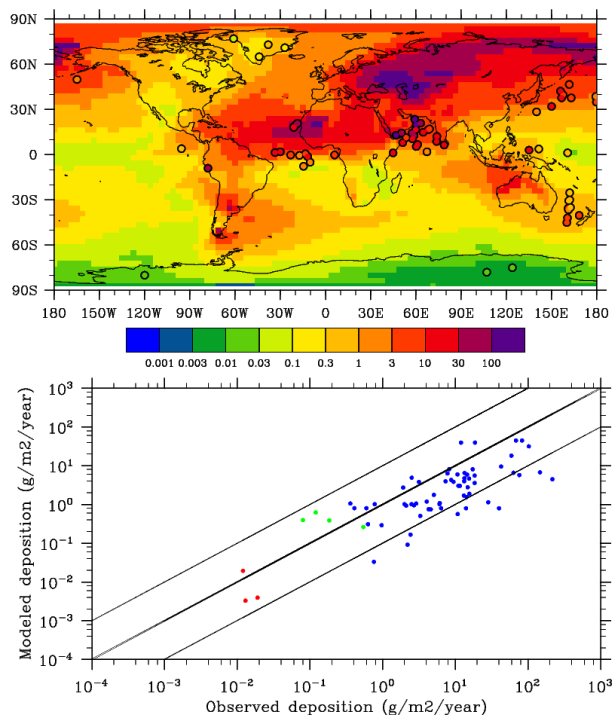 90N
60N
30N
0
30S
60S
90S
180 150W 120W 90W 60W 30W 0 30E 60E 90E 120E 150E 180
0.001 0.003 0.01 0.03 0.1 0.3 1 3 10 30 100
Modeled deposition (g/m2/year)
10³
10²
10¹
10⁰
10⁻¹
10⁻²
10⁻³
10⁻⁴
10⁻⁴ 10⁻³ 10⁻² 10⁻¹ 10⁰ 10¹ 10² 10³
Observed deposition (g/m2/year)